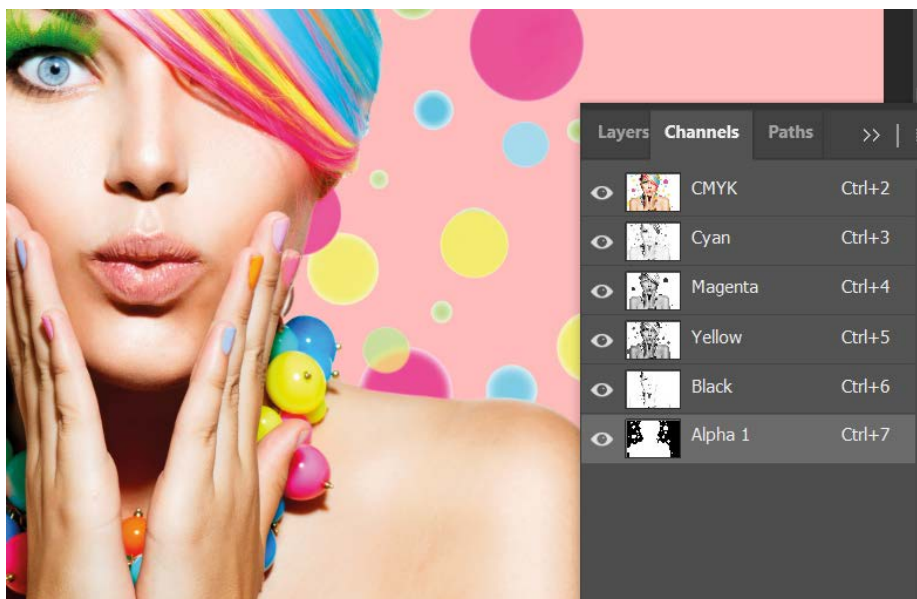 Layers Channels Paths >>
CMYK Ctrl+2
Cyan Ctrl+3
Magenta Ctrl+4
Yellow Ctrl+5
Black Ctrl+6
Alpha 1 Ctrl+7